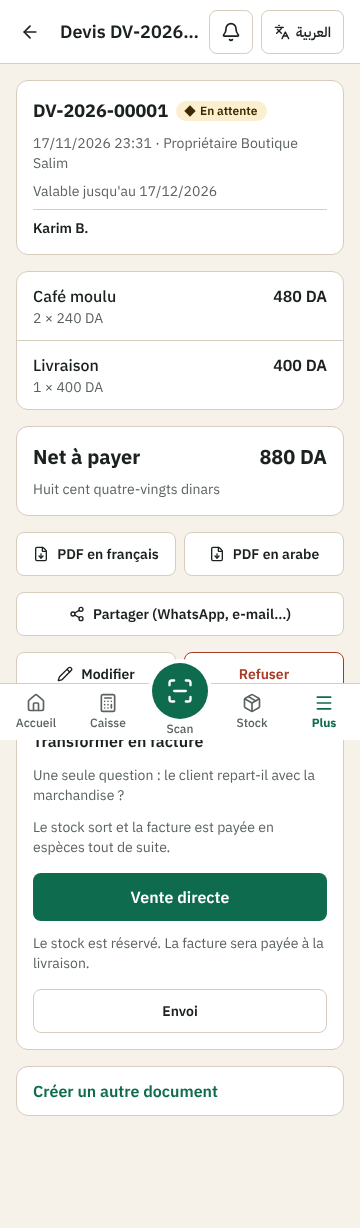 Devis DV-2026...
العربية
DV-2026-00001
En attente
17/11/2026 23:31 · Propriétaire Boutique
Salim
Valable jusqu'au 17/12/2026
Karim B.
Café moulu 480 DA
2 × 240 DA
Livraison 400 DA
1 × 400 DA
Net à payer 880 DA
Huit cent quatre-vingts dinars
PDF en français
PDF en arabe
Partager (WhatsApp, e-mail...)
Modifier
Refuser
Accueil
Caisse
Scan
Stock
Plus
Transformer en facture
Une seule question : le client repart-il avec la
marchandise ?
Le stock sort et la facture est payée en
espèces tout de suite.
Vente directe
Le stock est réservé. La facture sera payée à la
livraison.
Envoi
Créer un autre document